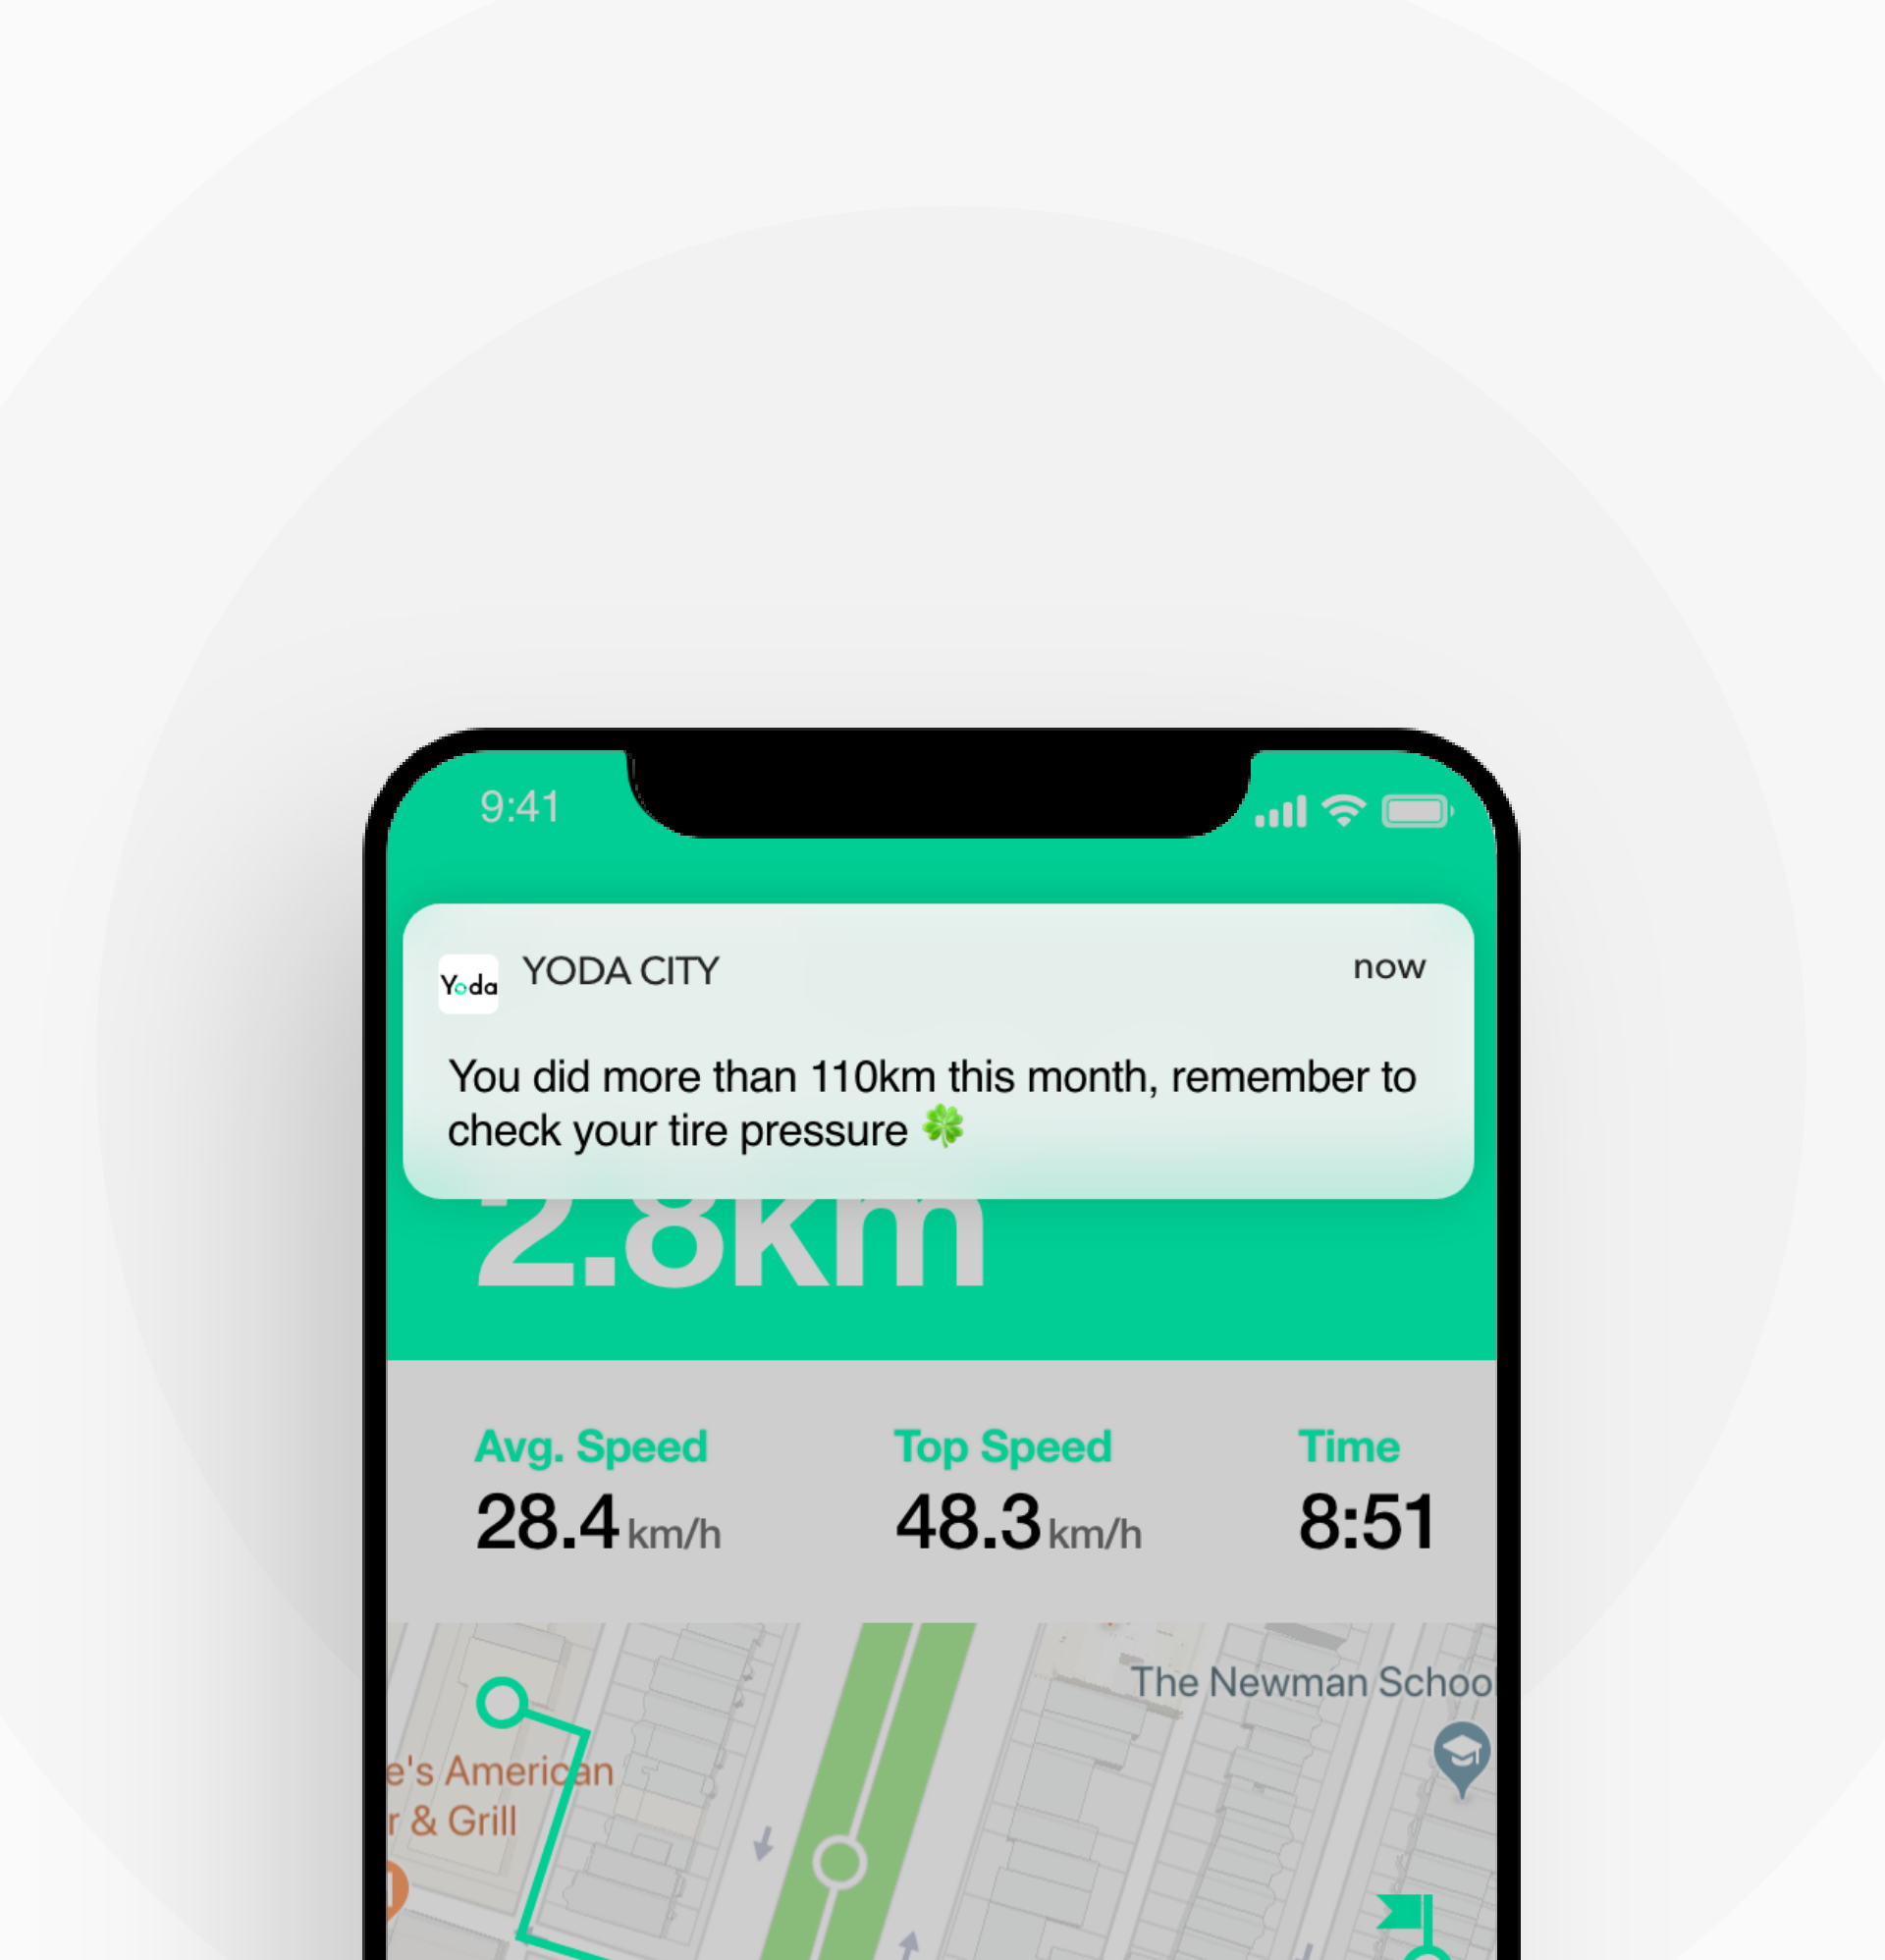 9:41
Yoda YODA CITY now
You did more than 110km this month, remember to
check your tire pressure 🍀
2.8km
Avg. Speed Top Speed Time
28.4 km/h 48.3 km/h 8:51
The Newman School
e's American
r & Grill